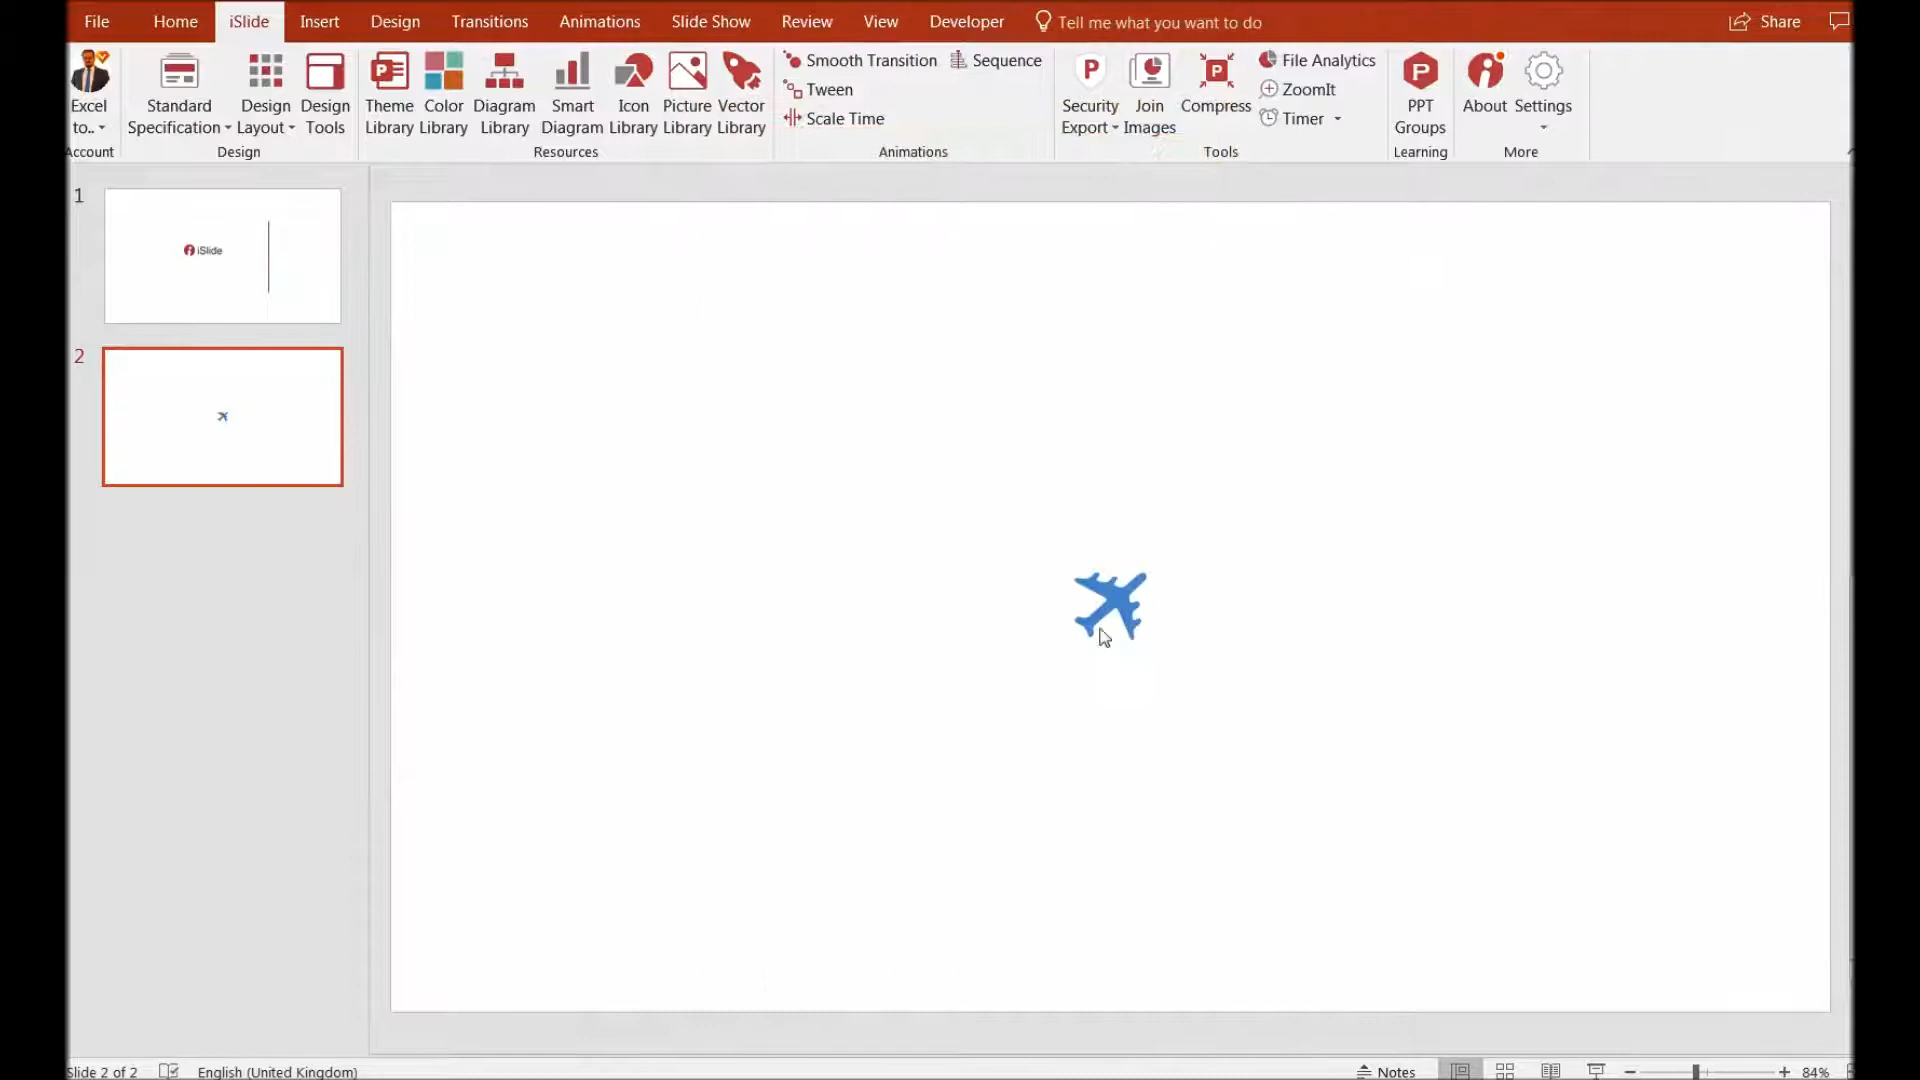 File Home iSlide Insert Design Transitions Animations Slide Show Review View Developer Tell me what you want to do Share
Excel to..
Standard Specification
Design Layout
Design Tools
Theme Library
Color Library
Diagram Library
Smart Diagram
Icon Library
Picture Library
Vector Library
Smooth Transition
Sequence
Tween
Scale Time
Security Export
Join Images
Compress
File Analytics
ZoomIt
Timer
PPT Groups
About
Settings
Account Design Resources Animations Tools Learning More
1
iSlide
2
Slide 2 of 2 English (United Kingdom) Notes 84%